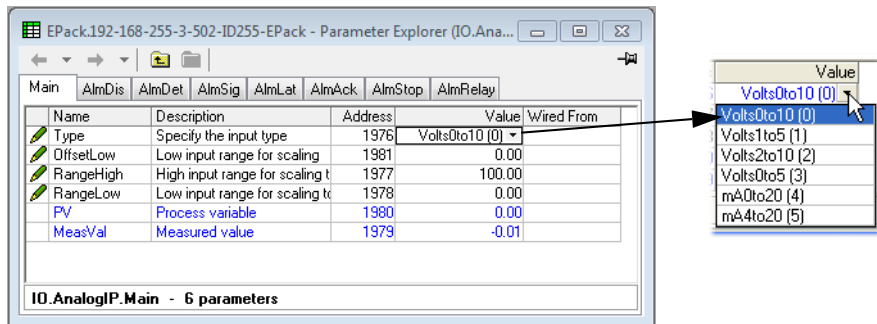 EPack.192-168-255-3-502-ID255-EPack - Parameter Explorer (IO.Ana...
Main AlmDis AlmDet AlmSig AlmLat AlmAck AlmStop AlmRelay
Name Description Address Value Wired From
Type Specify the input type 1976 Volts0to10 (0)
OffsetLow Low input range for scaling 1981 0.00
RangeHigh High input range for scaling t 1977 100.00
RangeLow Low input range for scaling to 1978 0.00
PV Process variable 1980 0.00
MeasVal Measured value 1979 -0.01
IO.AnalogIP.Main - 6 parameters
Value
Volts0to10 (0)
Volts0to10 (0)
Volts1to5 (1)
Volts2to10 (2)
Volts0to5 (3)
mA0to20 (4)
mA4to20 (5)